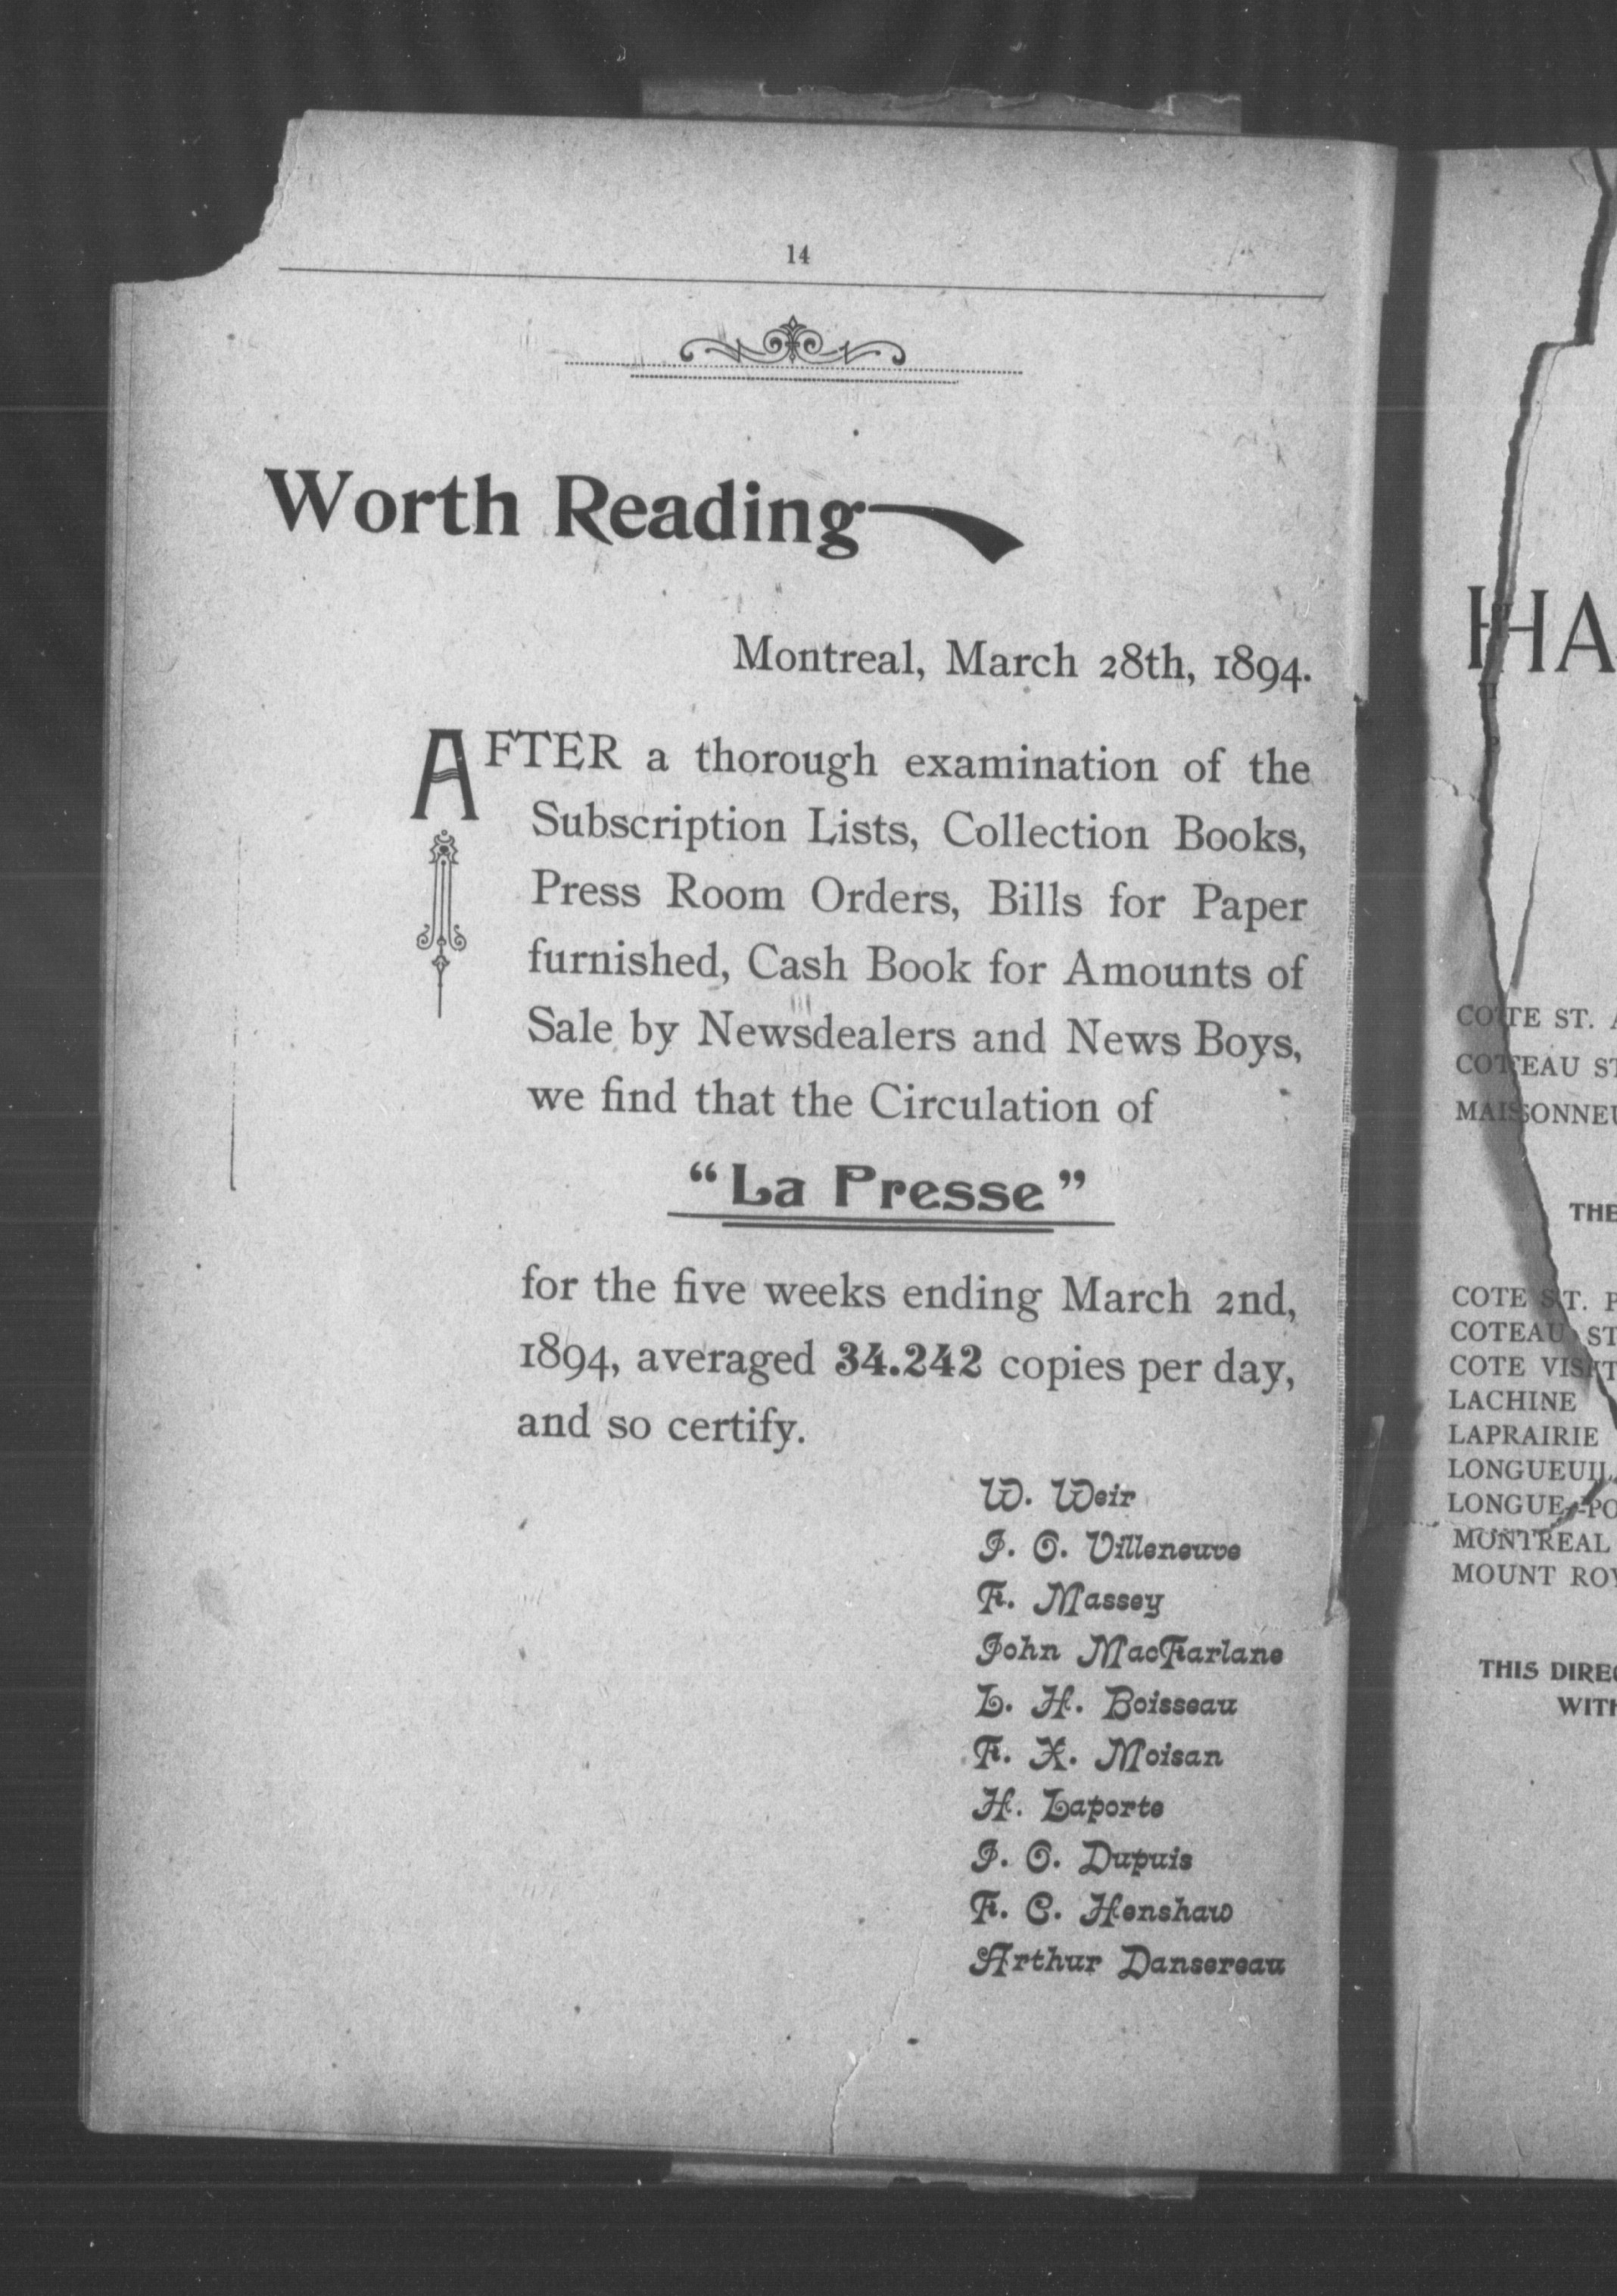 14
Worth Reading
Montreal, March 28th, 1894.
AFTER a thorough examination of the
Subscription Lists, Collection Books,
Press Room Orders, Bills for Paper
furnished, Cash Book for Amounts of
Sale by Newsdealers and News Boys,
we find that the Circulation of
“La Presse”
for the five weeks ending March 2nd,
1894, averaged 34.242 copies per day,
and so certify.
W. Weir
J. O. Villeneuve
F. Massey
John MacFarlane
L. H. Boisseau
F. X. Moisan
H. Laporte
J. O. Dupuis
F. C. Henshaw
Arthur Dansereau
COTE ST.
COTEAU
THE
COTE ST.
COTEAU
COTE
LACHINE
LAPRAIRIE
MONTREAL
MOUNT
THIS